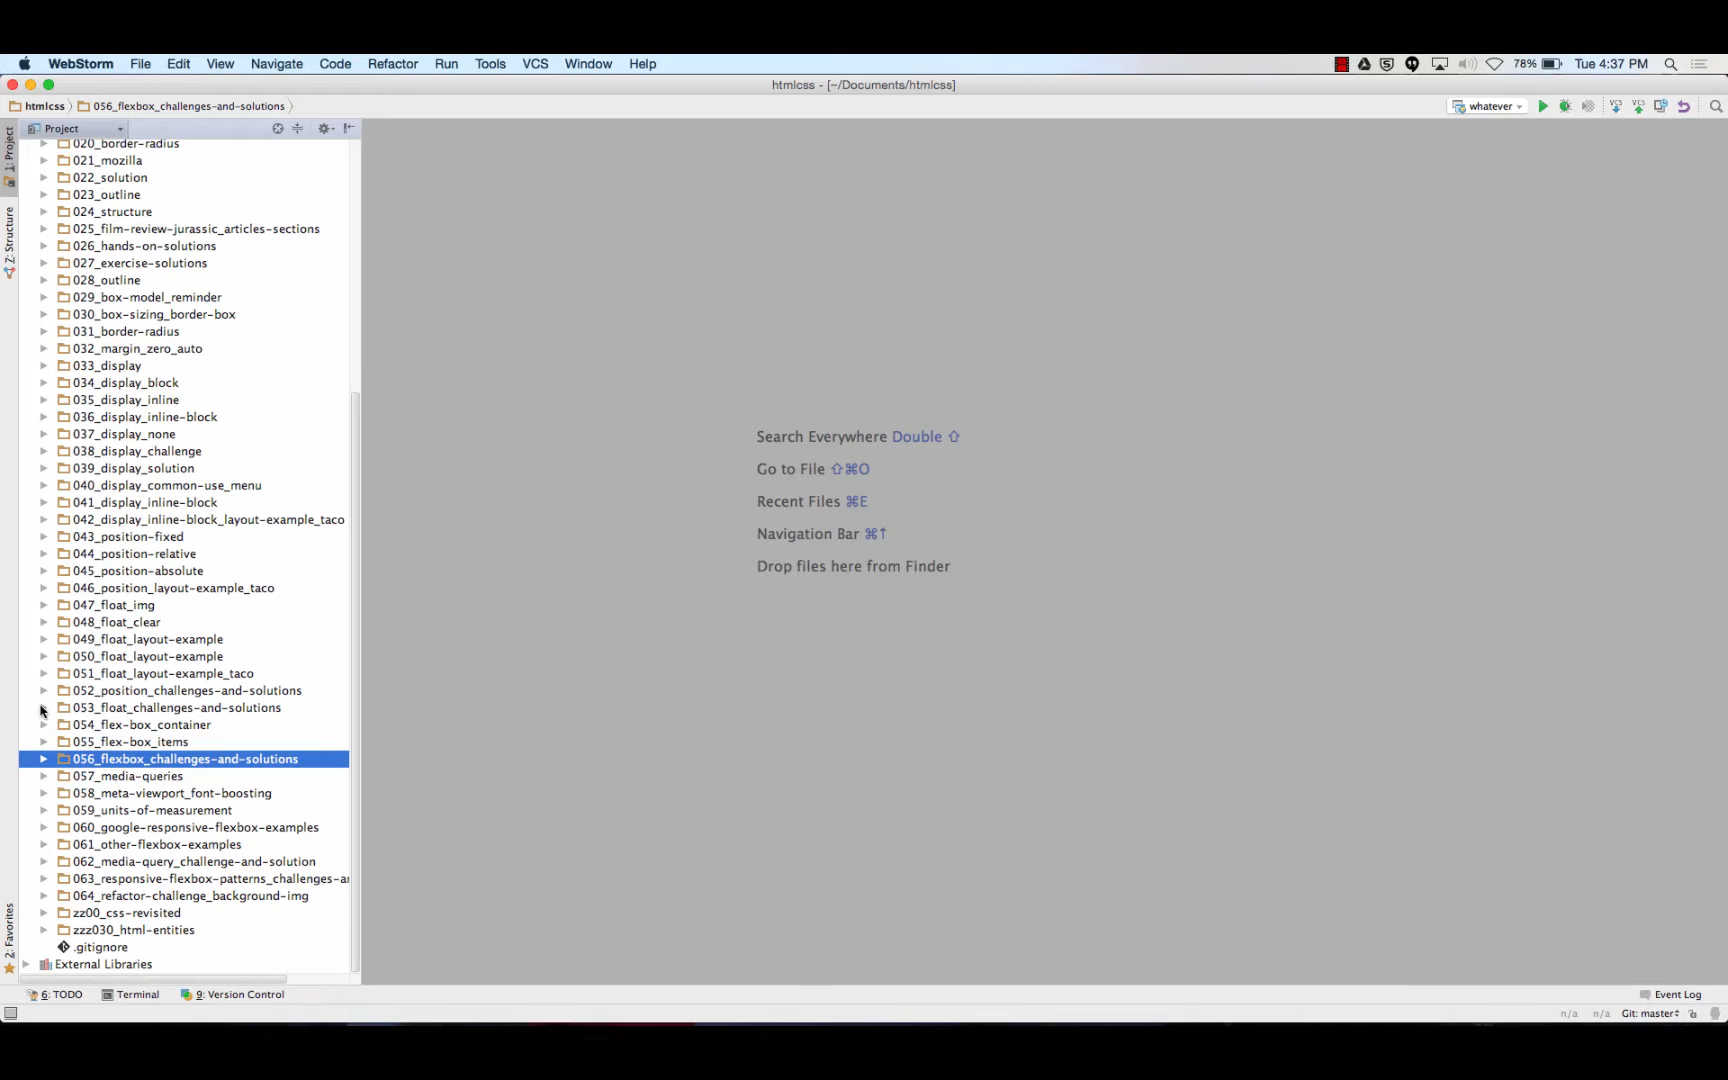 WebStorm File Edit View Navigate Code Refactor Run Tools VCS Window Help 78% Tue 4:37 PM
htmlcss - [~/Documents/htmlcss]
htmlcss 056_flexbox_challenges-and-solutions whatever
Project
020_border-radius
021_mozilla
022_solution
023_outline
024_structure
025_film-review-jurassic_articles-sections
026_hands-on-solutions
027_exercise-solutions
028_outline
029_box-model_reminder
030_box-sizing_border-box
031_border-radius
032_margin_zero_auto
033_display
034_display_block
035_display_inline
036_display_inline-block
037_display_none
038_display_challenge
039_display_solution
040_display_common-use_menu
041_display_inline-block
042_display_inline-block_layout-example_taco
043_position-fixed
044_position-relative
045_position-absolute
046_position_layout-example_taco
047_float_img
048_float_clear
049_float_layout-example
050_float_layout-example
051_float_layout-example_taco
052_position_challenges-and-solutions
053_float_challenges-and-solutions
054_flex-box_container
055_flex-box_items
056_flexbox_challenges-and-solutions
057_media-queries
058_meta-viewport_font-boosting
059_units-of-measurement
060_google-responsive-flexbox-examples
061_other-flexbox-examples
062_media-query_challenge-and-solution
063_responsive-flexbox-patterns_challenges-a
064_refactor-challenge_background-img
zz00_css-revisited
zzz030_html-entities
.gitignore
External Libraries
1: Project
7: Structure
2: Favorites
Search Everywhere Double ⇧
Go to File ⇧⌘O
Recent Files ⌘E
Navigation Bar ⌘↑
Drop files here from Finder
6: TODO Terminal 9: Version Control Event Log
n/a n/a Git: master